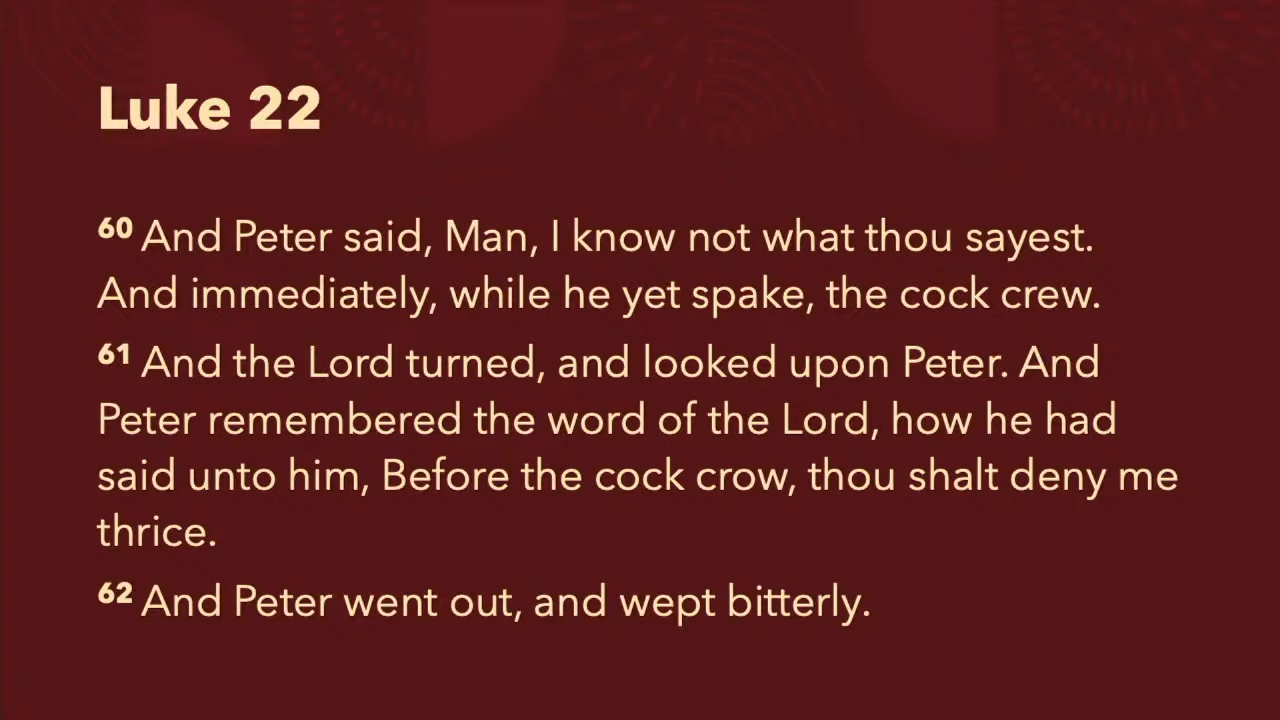 Luke 22
60 And Peter said, Man, I know not what thou sayest.
And immediately, while he yet spake, the cock crew.
61 And the Lord turned, and looked upon Peter. And
Peter remembered the word of the Lord, how he had
said unto him, Before the cock crow, thou shalt deny me
thrice.
62 And Peter went out, and wept bitterly.